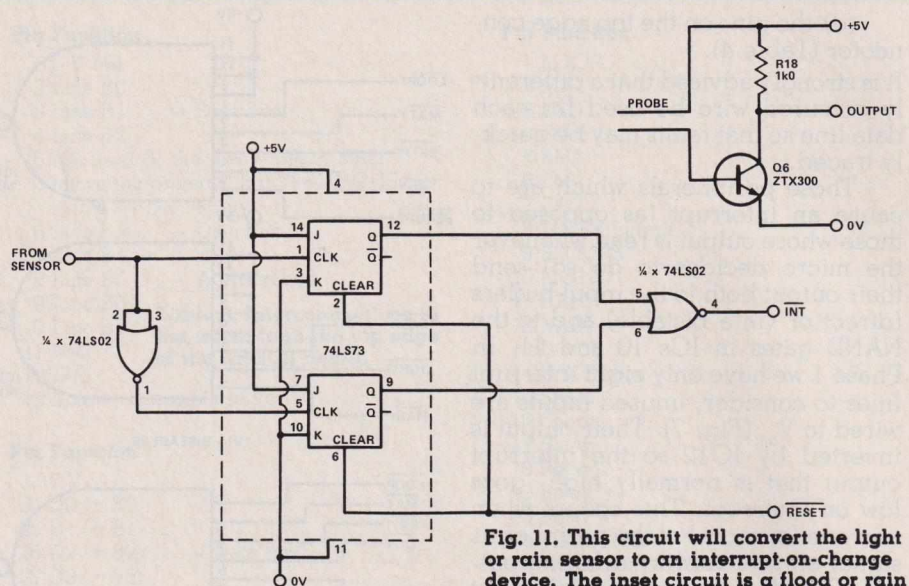 +5V
R18
1k0
PROBE
OUTPUT
Q6
ZTX300
0V
+5V
4
14
J
Q
12
FROM
SENSOR
1
CLK
Q
3
K
CLEAR
2
2
3
¼ x 74LS02
5
INT
6
¼ x 74LS02
1
74LS73
7
J
Q
9
5
CLK
Q
10
K
CLEAR
6
RESET
11
0V
Fig. 11. This circuit will convert the light
or rain sensor to an interrupt-on-change
device. The inset circuit is a flood or rain